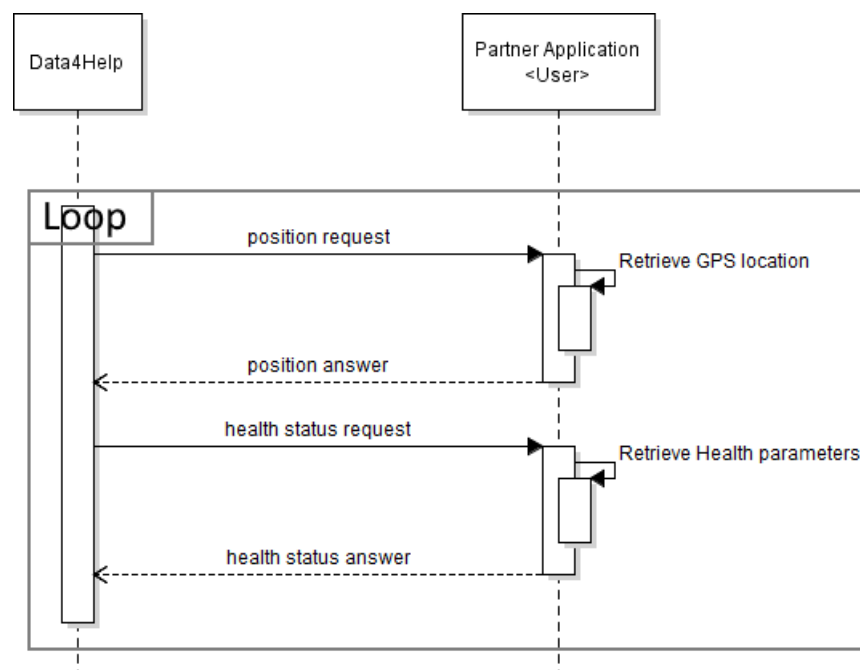 Data4Help
Partner Application
<User>
Loop
position request
Retrieve GPS location
position answer
health status request
Retrieve Health parameters
health status answer